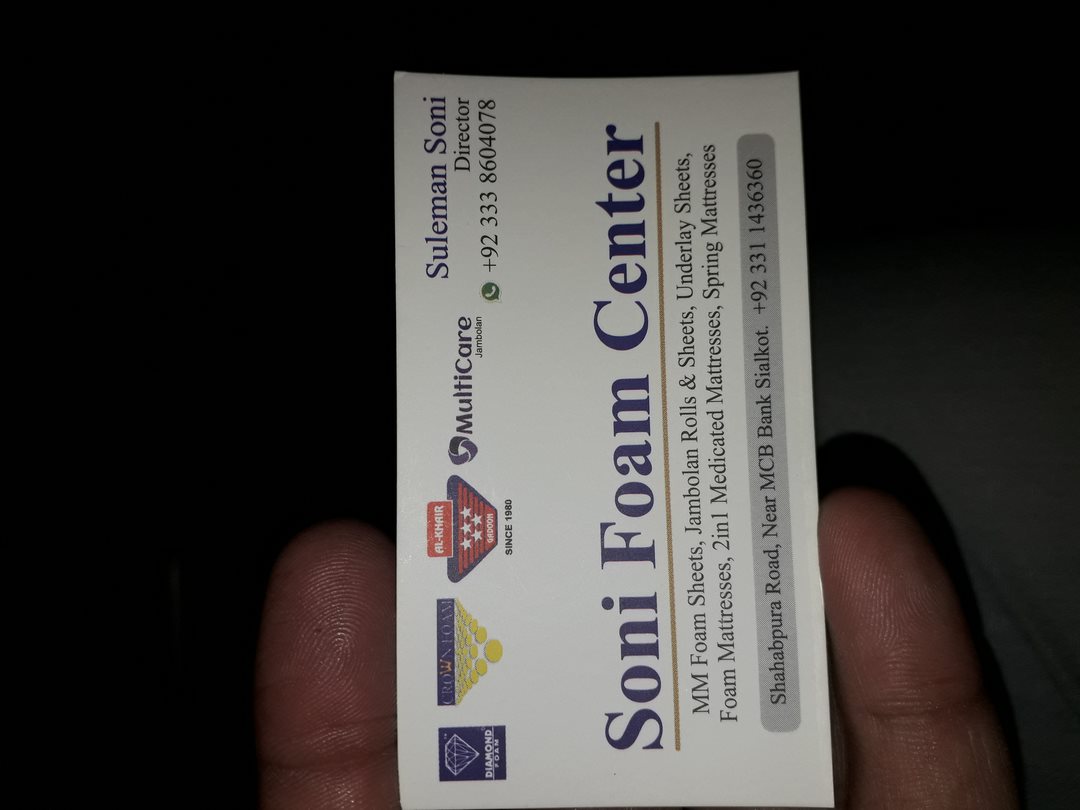 DIAMOND
FOAM
CROWN FOAM
AL-KHAIR
GADOON
SINCE 1980
MultiCare
Jambolan
Suleman Soni
Director
+92 333 8604078
Soni Foam Center
MM Foam Sheets, Jambolan Rolls & Sheets, Underlay Sheets,
Foam Mattresses, 2in1 Medicated Mattresses, Spring Mattresses
Shahabpura Road, Near MCB Bank Sialkot. +92 331 1436360